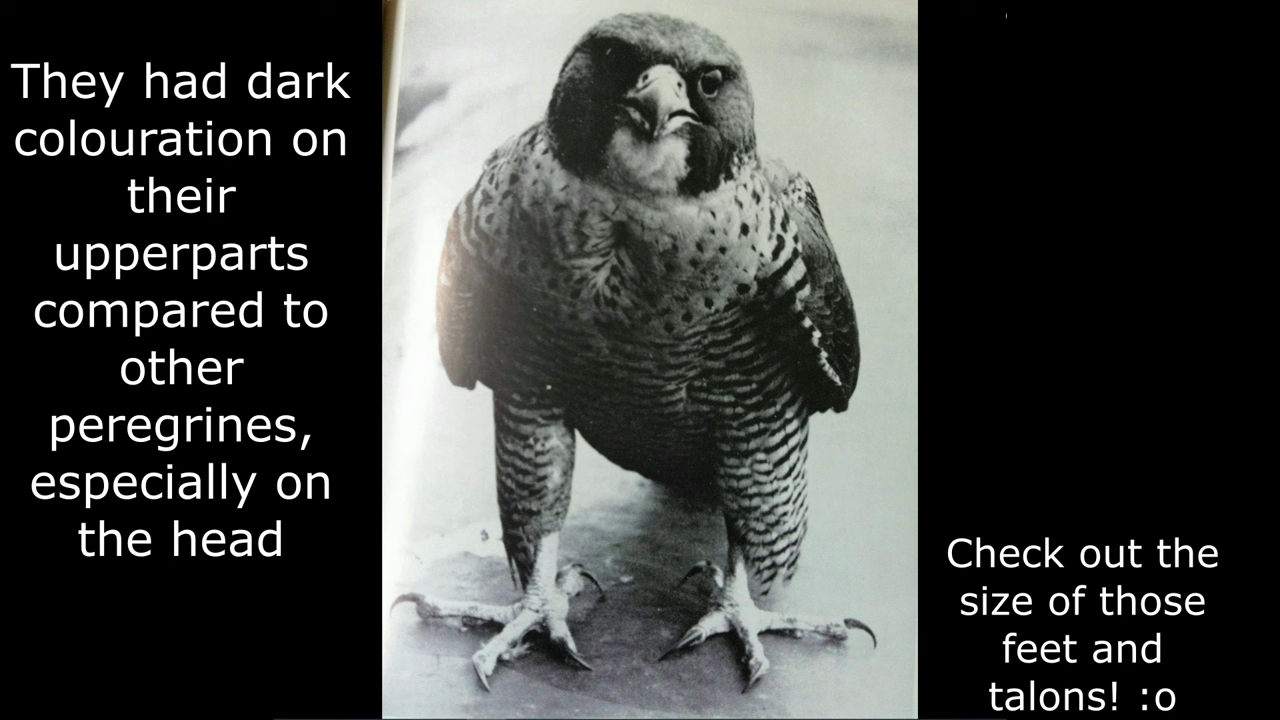 They had dark
colouration on
their
upperparts
compared to
other
peregrines,
especially on
the head
Check out the
size of those
feet and
talons! :o